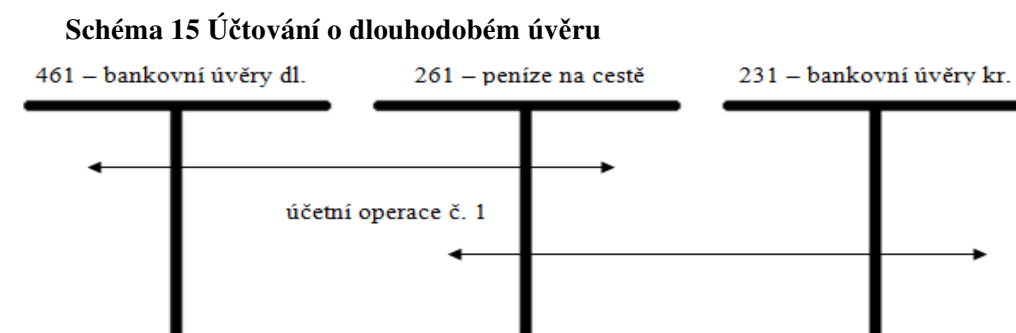 Schéma 15 Účtování o dlouhodobém úvěru
461 – bankovní úvěry dl.
261 – peníze na cestě
231 – bankovní úvěry kr.
účetní operace č. 1